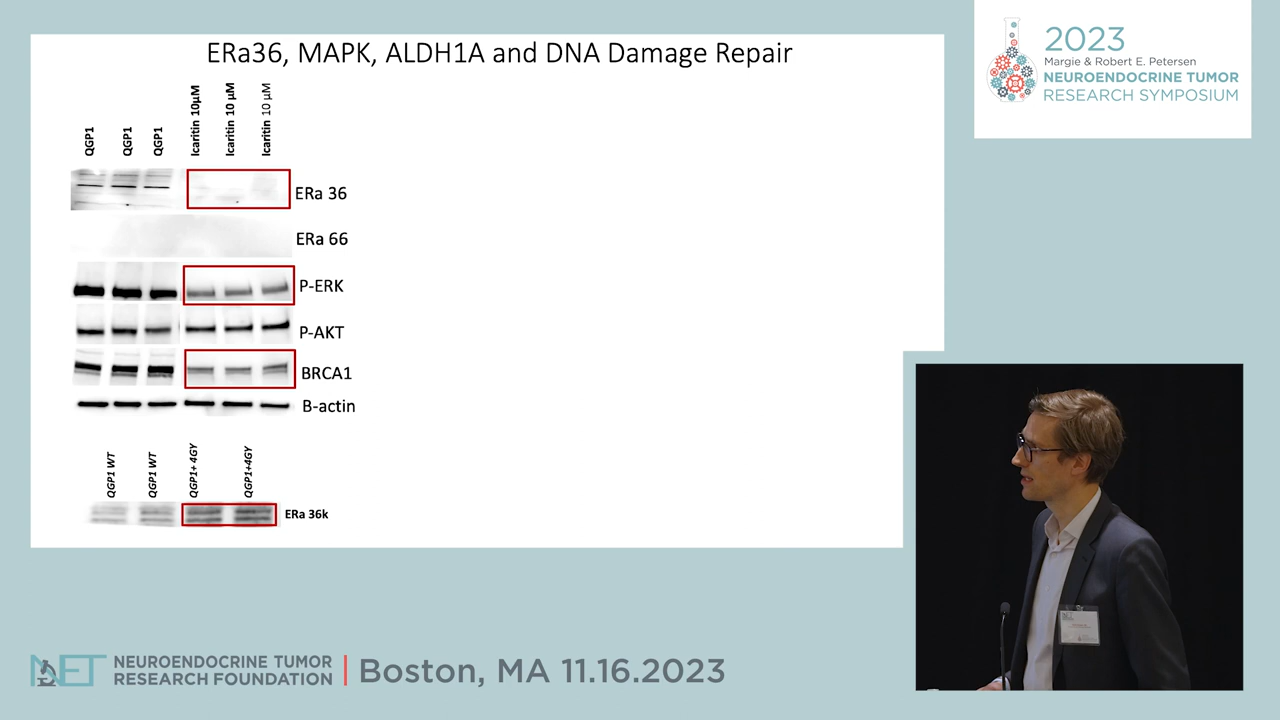 ERa36, MAPK, ALDH1A and DNA Damage Repair
QGP1
QGP1
QGP1
Icaritin 10µM
Icaritin 10 µM
Icaritin 10 µM
ERa 36
ERa 66
P-ERK
P-AKT
BRCA1
B-actin
QGP1 WT
QGP1 WT
QGP1+ 4GY
QGP1+4GY
ERa 36k
2023
Margie & Robert E. Petersen
NEUROENDOCRINE TUMOR
RESEARCH SYMPOSIUM
NET
NEUROENDOCRINE TUMOR
RESEARCH FOUNDATION
Boston, MA 11.16.2023